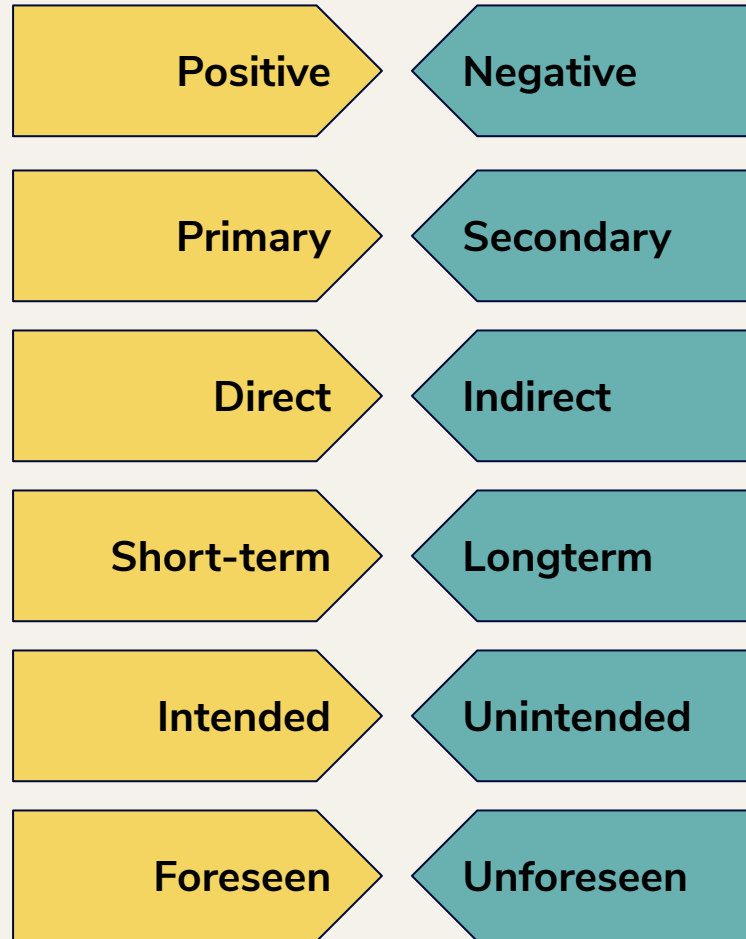 Positive Negative
Primary Secondary
Direct Indirect
Short-term Longterm
Intended Unintended
Foreseen Unforeseen